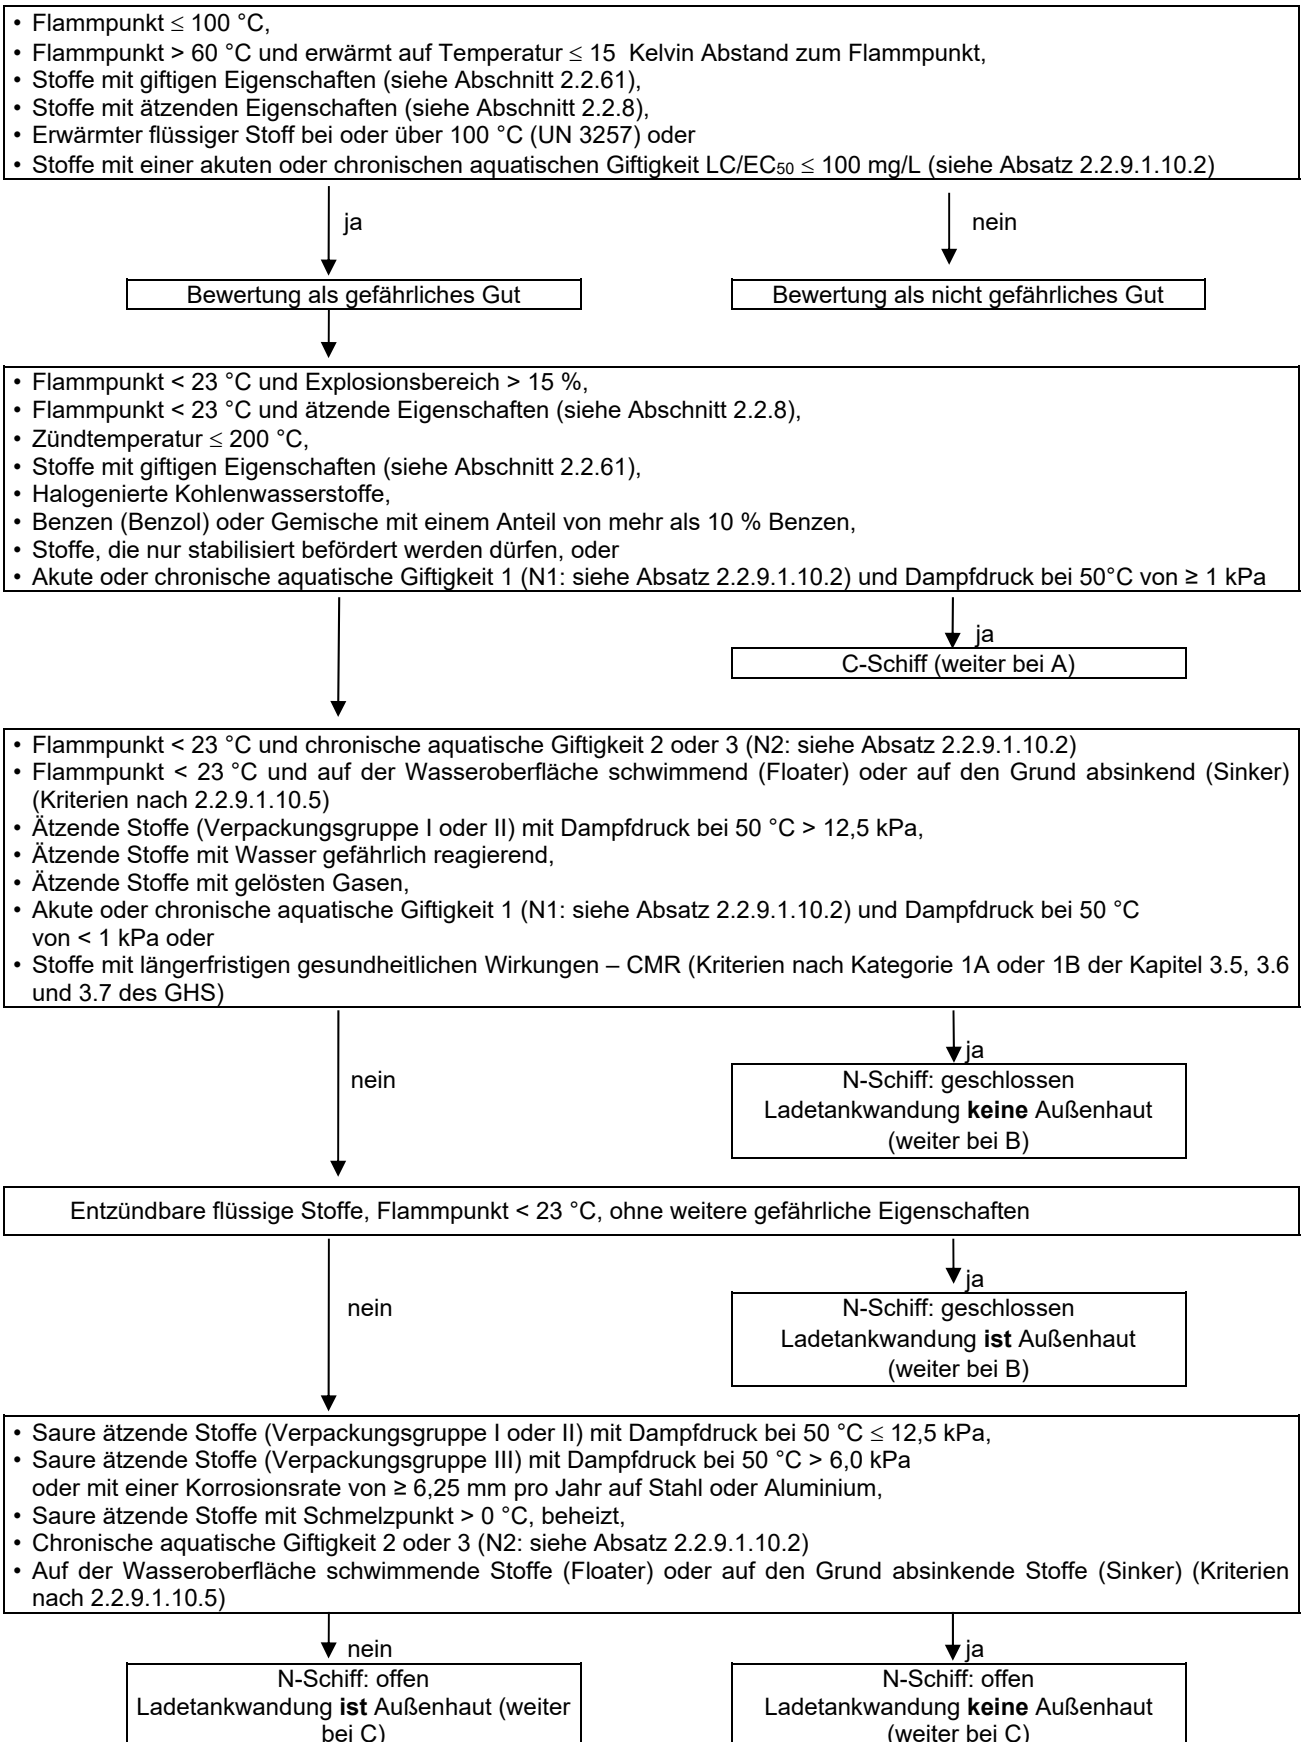 • Flammpunkt ≤ 100 °C,
• Flammpunkt > 60 °C und erwärmt auf Temperatur ≤ 15 Kelvin Abstand zum Flammpunkt,
• Stoffe mit giftigen Eigenschaften (siehe Abschnitt 2.2.61),
• Stoffe mit ätzenden Eigenschaften (siehe Abschnitt 2.2.8),
• Erwärmter flüssiger Stoff bei oder über 100 °C (UN 3257) oder
• Stoffe mit einer akuten oder chronischen aquatischen Giftigkeit LC/EC50 ≤ 100 mg/L (siehe Absatz 2.2.9.1.10.2)
ja
nein
Bewertung als gefährliches Gut
Bewertung als nicht gefährliches Gut
• Flammpunkt < 23 °C und Explosionsbereich > 15 %,
• Flammpunkt < 23 °C und ätzende Eigenschaften (siehe Abschnitt 2.2.8),
• Zündtemperatur ≤ 200 °C,
• Stoffe mit giftigen Eigenschaften (siehe Abschnitt 2.2.61),
• Halogenierte Kohlenwasserstoffe,
• Benzen (Benzol) oder Gemische mit einem Anteil von mehr als 10 % Benzen,
• Stoffe, die nur stabilisiert befördert werden dürfen, oder
• Akute oder chronische aquatische Giftigkeit 1 (N1: siehe Absatz 2.2.9.1.10.2) und Dampfdruck bei 50°C von ≥ 1 kPa
ja
C-Schiff (weiter bei A)
• Flammpunkt < 23 °C und chronische aquatische Giftigkeit 2 oder 3 (N2: siehe Absatz 2.2.9.1.10.2)
• Flammpunkt < 23 °C und auf der Wasseroberfläche schwimmend (Floater) oder auf den Grund absinkend (Sinker)
(Kriterien nach 2.2.9.1.10.5)
• Ätzende Stoffe (Verpackungsgruppe I oder II) mit Dampfdruck bei 50 °C > 12,5 kPa,
• Ätzende Stoffe mit Wasser gefährlich reagierend,
• Ätzende Stoffe mit gelösten Gasen,
• Akute oder chronische aquatische Giftigkeit 1 (N1: siehe Absatz 2.2.9.1.10.2) und Dampfdruck bei 50 °C
von < 1 kPa oder
• Stoffe mit längerfristigen gesundheitlichen Wirkungen – CMR (Kriterien nach Kategorie 1A oder 1B der Kapitel 3.5, 3.6
und 3.7 des GHS)
ja
nein
N-Schiff: geschlossen
Ladetankwandung keine Außenhaut
(weiter bei B)
Entzündbare flüssige Stoffe, Flammpunkt < 23 °C, ohne weitere gefährliche Eigenschaften
ja
nein
N-Schiff: geschlossen
Ladetankwandung ist Außenhaut
(weiter bei B)
• Saure ätzende Stoffe (Verpackungsgruppe I oder II) mit Dampfdruck bei 50 °C ≤ 12,5 kPa,
• Saure ätzende Stoffe (Verpackungsgruppe III) mit Dampfdruck bei 50 °C > 6,0 kPa
oder mit einer Korrosionsrate von ≥ 6,25 mm pro Jahr auf Stahl oder Aluminium,
• Saure ätzende Stoffe mit Schmelzpunkt > 0 °C, beheizt,
• Chronische aquatische Giftigkeit 2 oder 3 (N2: siehe Absatz 2.2.9.1.10.2)
• Auf der Wasseroberfläche schwimmende Stoffe (Floater) oder auf den Grund absinkende Stoffe (Sinker) (Kriterien
nach 2.2.9.1.10.5)
nein
ja
N-Schiff: offen
Ladetankwandung ist Außenhaut (weiter
bei C)
N-Schiff: offen
Ladetankwandung keine Außenhaut
(weiter bei C)